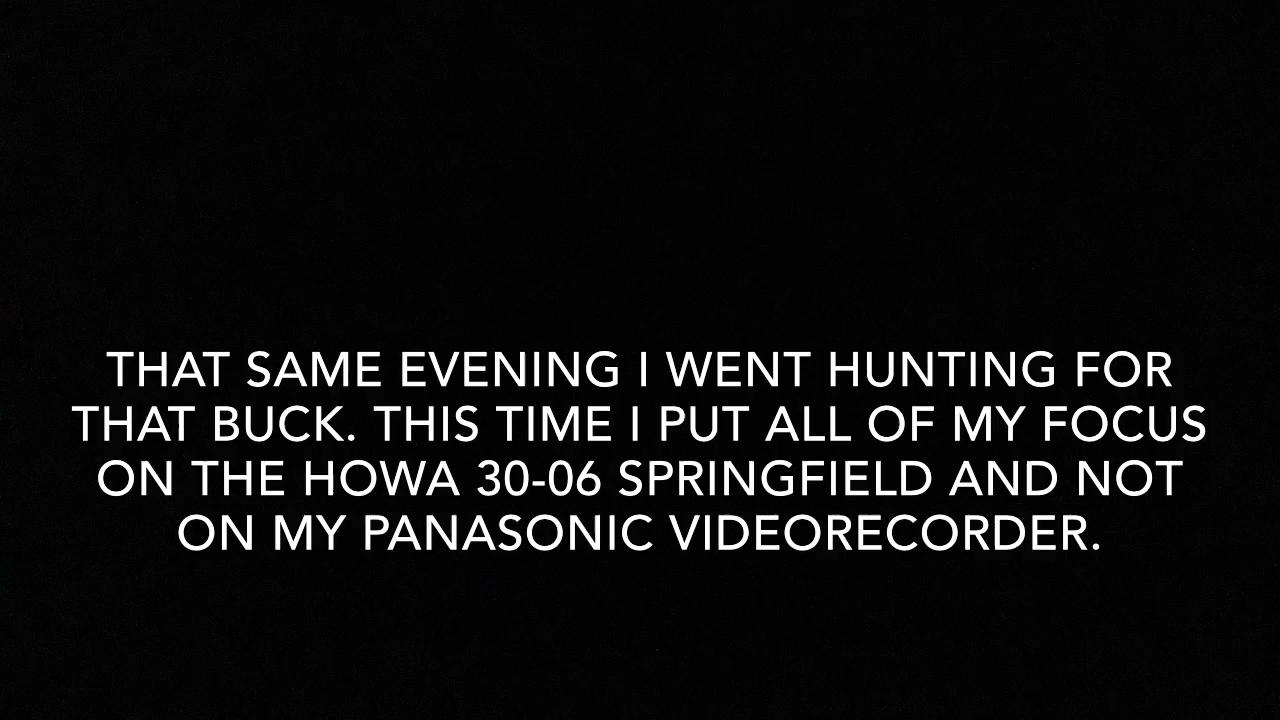 THAT SAME EVENING I WENT HUNTING FOR
THAT BUCK. THIS TIME I PUT ALL OF MY FOCUS
ON THE HOWA 30-06 SPRINGFIELD AND NOT
ON MY PANASONIC VIDEORECORDER.